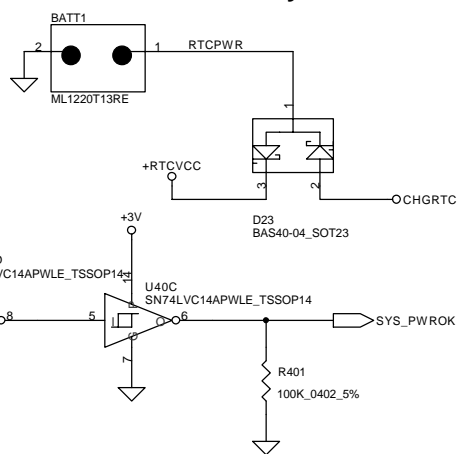 BATT1
2
1
RTCPWR
ML1220T13RE
1
+RTCVCC
3
2
CHGRTC
D23
BAS40-04_SOT23
+3V
VC14APWLE_TSSOP14
14
U40C
SN74LVC14APWLE_TSSOP14
P
8
5
I
O
6
SYS_PWROK
G
7
R401
100K_0402_5%